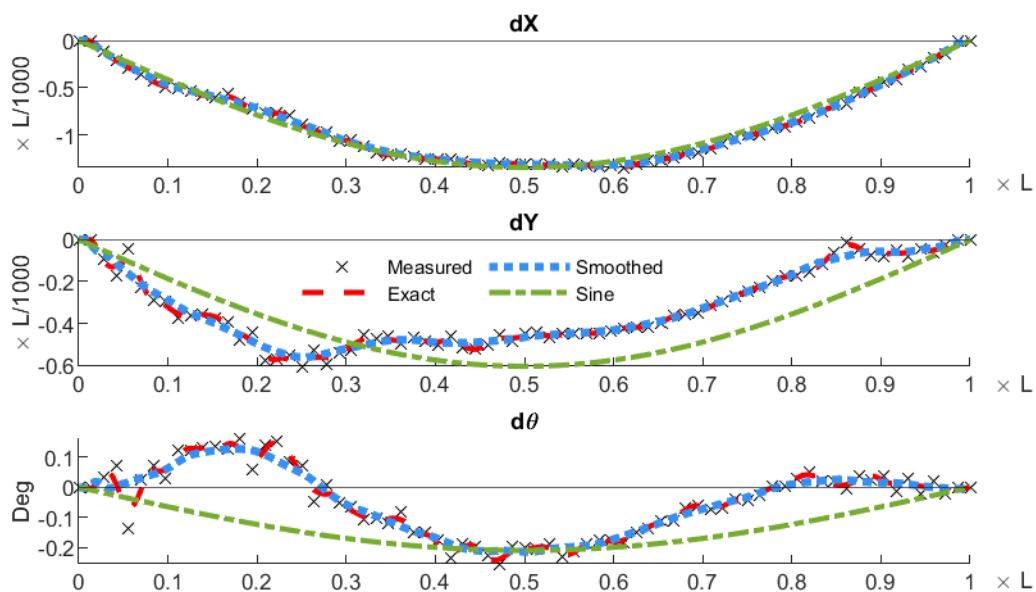 dX
0
-0.5
-1
× L/1000
0 0.1 0.2 0.3 0.4 0.5 0.6 0.7 0.8 0.9 1 × L
dY
0
-0.2
-0.4
-0.6
× L/1000
Measured Smoothed
Exact Sine
0 0.1 0.2 0.3 0.4 0.5 0.6 0.7 0.8 0.9 1 × L
dθ
0.1
0
-0.1
-0.2
Deg
0 0.1 0.2 0.3 0.4 0.5 0.6 0.7 0.8 0.9 1 × L